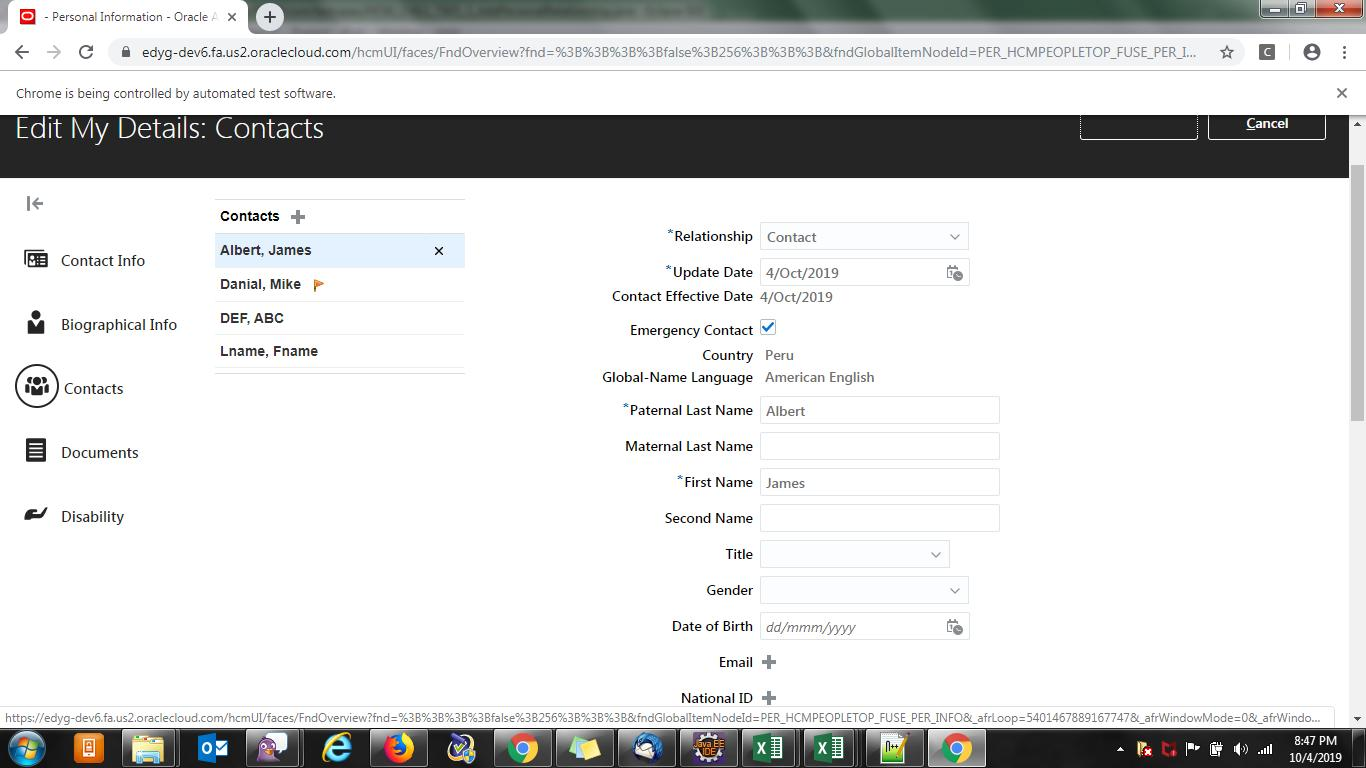 - Personal Information - Oracle A
edyg-dev6.fa.us2.oraclecloud.com/hcmUI/faces/FndOverview?fnd=%3B%3B%3B%3Bfalse%3B256%3B%3B%3B&fndGlobalItemNodeId=PER_HCMPEOPLETOP_FUSE_PER_I...
C
Chrome is being controlled by automated test software.
Edit My Details: Contacts
Cancel
Contacts
Albert, James
Danial, Mike
DEF, ABC
Lname, Fname
Contact Info
Biographical Info
Contacts
Documents
Disability
*Relationship Contact
*Update Date 4/Oct/2019
Contact Effective Date 4/Oct/2019
Emergency Contact
Country Peru
Global-Name Language American English
*Paternal Last Name Albert
Maternal Last Name
*First Name James
Second Name
Title
Gender
Date of Birth dd/mmm/yyyy
Email
National ID
https://edyg-dev6.fa.us2.oraclecloud.com/hcmUI/faces/FndOverview?fnd=%3B%3B%3B%3Bfalse%3B256%3B%3B%3B&fndGlobalItemNodeId=PER_HCMPEOPLETOP_FUSE_PER_INFO&_afrLoop=5401467889167747&_afrWindowMode=0&_afrWindo...
Java EE
IDE
8:47 PM
10/4/2019